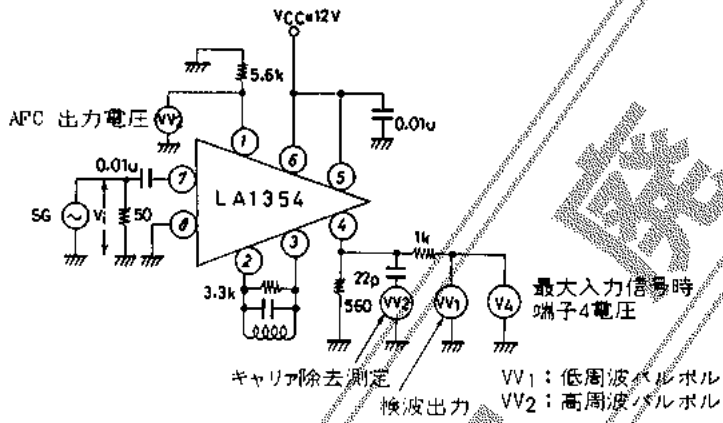 VCC=12V
5.6k
AFC 出力電圧
VV
0.01u
0.01u
1
6
5
7
LA1354
SG
Vi
50
8
4
2
3
1k
3.3k
22p
560
VV2
VV1
V4
最大入力信号時
端子4電圧
キャリア除去測定
検波出力
VV1:低周波バルボル
VV2:高周波バルボル
廃